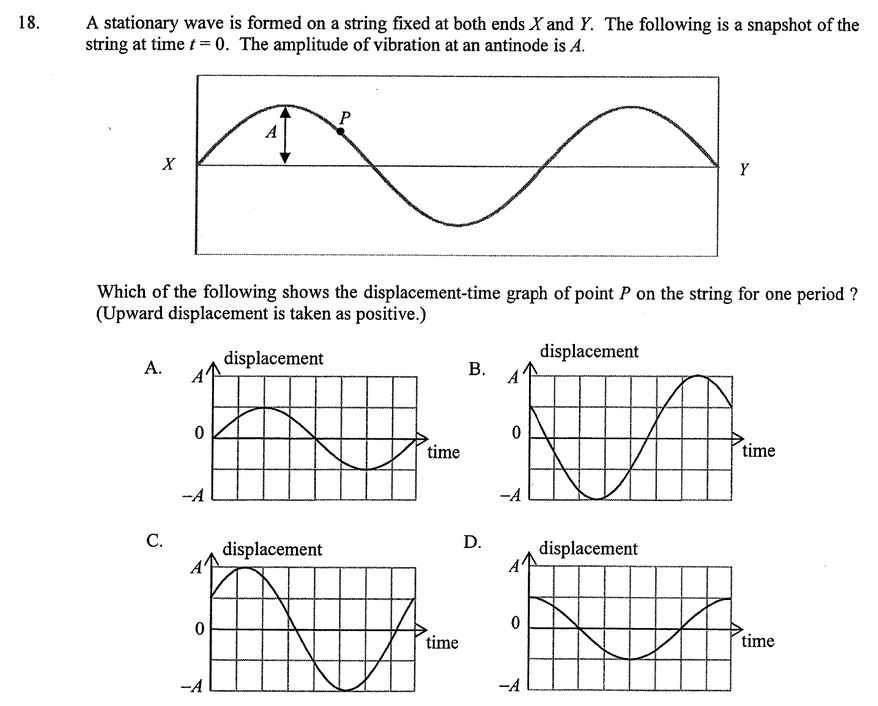 18. A stationary wave is formed on a string fixed at both ends X and Y. The following is a snapshot of the
string at time t = 0. The amplitude of vibration at an antinode is A.
P
A
X
Y
Which of the following shows the displacement-time graph of point P on the string for one period ?
(Upward displacement is taken as positive.)
A.
displacement
A
0
time
–A
B.
displacement
A
0
time
–A
C.
displacement
A
0
time
–A
D.
displacement
A
0
time
–A